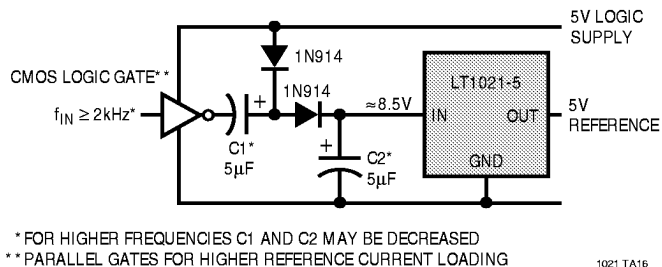 5V LOGIC
SUPPLY
1N914
CMOS LOGIC GATE**
1N914
LT1021-5
fIN ≥ 2kHz*
+
≈8.5V
IN
OUT
5V
REFERENCE
C1*
5µF
+
C2*
5µF
GND
*FOR HIGHER FREQUENCIES C1 AND C2 MAY BE DECREASED
**PARALLEL GATES FOR HIGHER REFERENCE CURRENT LOADING
1021 TA16